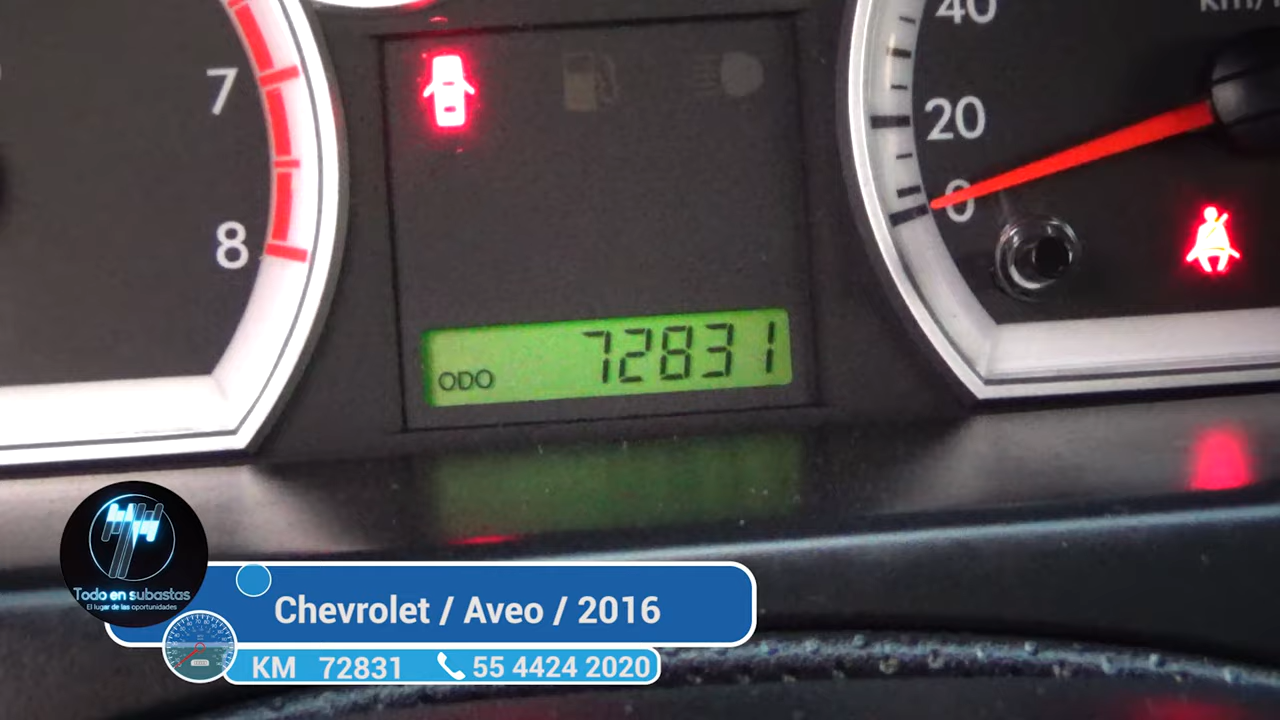 40
km/
7
20
0
8
ODO 72831
Todo en subastas
El lugar de las oportunidades
Chevrolet / Aveo / 2016
KM 72831 55 4424 2020